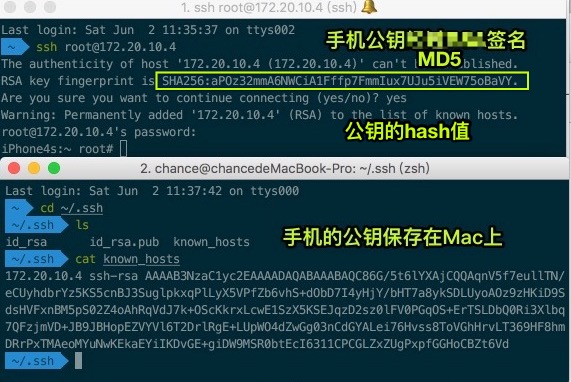 1. ssh root@172.20.10.4 (ssh)
Last login: Sat Jun 2 11:35:37 on ttys002
~ ssh root@172.20.10.4
手机公钥 签名
MD5
The authenticity of host '172.20.10.4 (172.20.10.4)' can't be established.
RSA key fingerprint is SHA256:aPOz32mmA6NWCiA1Fffp7FmmIux7UJu5iVEW75oBaVY.
Are you sure you want to continue connecting (yes/no)? yes
Warning: Permanently added '172.20.10.4' (RSA) to the list of known hosts.
root@172.20.10.4's password:
公钥的hash值
iPhone4s:~ root#
2. chance@chancedeMacBook-Pro: ~/.ssh (zsh)
Last login: Sat Jun 2 11:37:42 on ttys000
~ cd ~/.ssh
~/.ssh ls
id_rsa id_rsa.pub known_hosts
手机的公钥保存在Mac上
~/.ssh cat known_hosts
172.20.10.4 ssh-rsa AAAAB3NzaC1yc2EAAAADAQABAAABAQC86G/5t6lYXAjCQQAqnV5f7eullTN/
eCUyhdbrYz5KS5cnBJ3SuglpkxqPlLyX5VPfZb6vhS+dObD7I4yHjY/bHT7a8ykSDLUyoAOz9zHKiD9S
dsHVFxnBM5pS02Z4oAhRqVdJ7k+OScKkrxLcwE1SzX5KSEJqzD2sz0lFV0PGqOS+ErTSLDbQ0Ri3Xlbq
7QFzjmVD+JB9JBHopEZVYVl6T2DrlRgE+LUpWO4dZwGg03nCdGYALei76Hvss8ToVGhHrvLT369HF8hm
DRrPxTMAeoMYuNwKEkaEYiIKDvGE+giDW9MSR0btEcI6311CPCGLZxZUgPxpfGGHoCBZt6Vd
~/.ssh